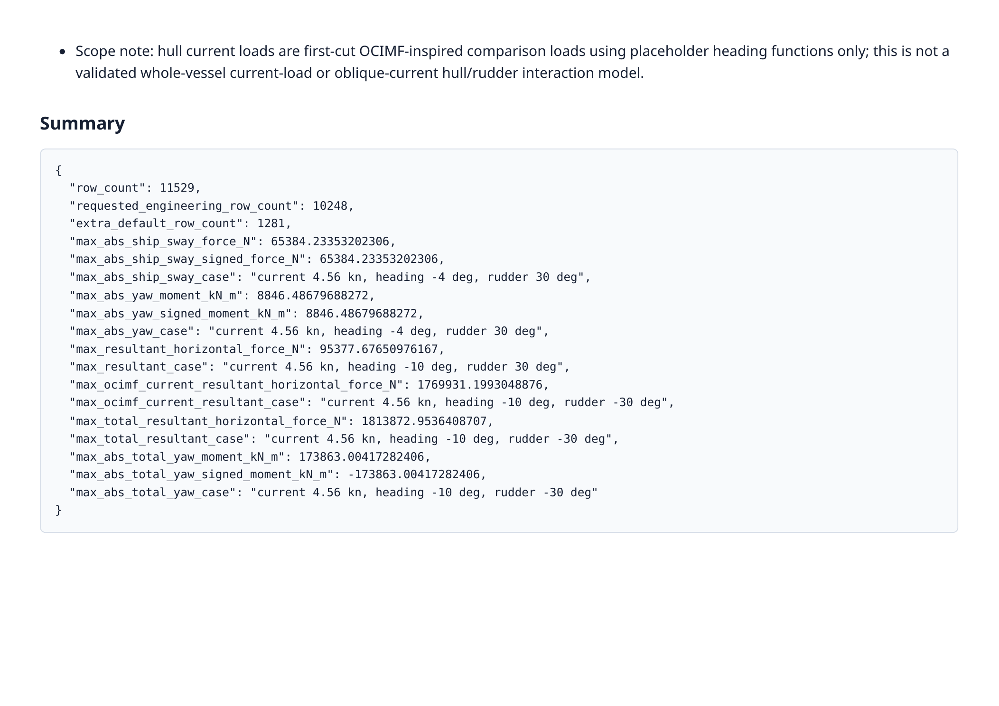 • Scope note: hull current loads are first-cut OCIMF-inspired comparison loads using placeholder heading functions only; this is not a
validated whole-vessel current-load or oblique-current hull/rudder interaction model.
Summary
{
  "row_count": 11529,
  "requested_engineering_row_count": 10248,
  "extra_default_row_count": 1281,
  "max_abs_ship_sway_force_N": 65384.23353202306,
  "max_abs_ship_sway_signed_force_N": 65384.23353202306,
  "max_abs_ship_sway_case": "current 4.56 kn, heading -4 deg, rudder 30 deg",
  "max_abs_yaw_moment_kN_m": 8846.48679688272,
  "max_abs_yaw_signed_moment_kN_m": 8846.48679688272,
  "max_abs_yaw_case": "current 4.56 kn, heading -4 deg, rudder 30 deg",
  "max_resultant_horizontal_force_N": 95377.67650976167,
  "max_resultant_case": "current 4.56 kn, heading -10 deg, rudder 30 deg",
  "max_ocimf_current_resultant_horizontal_force_N": 1769931.1993048876,
  "max_ocimf_current_resultant_case": "current 4.56 kn, heading -10 deg, rudder -30 deg",
  "max_total_resultant_horizontal_force_N": 1813872.9536408707,
  "max_total_resultant_case": "current 4.56 kn, heading -10 deg, rudder -30 deg",
  "max_abs_total_yaw_moment_kN_m": 173863.00417282406,
  "max_abs_total_yaw_signed_moment_kN_m": -173863.00417282406,
  "max_abs_total_yaw_case": "current 4.56 kn, heading -10 deg, rudder -30 deg"
}